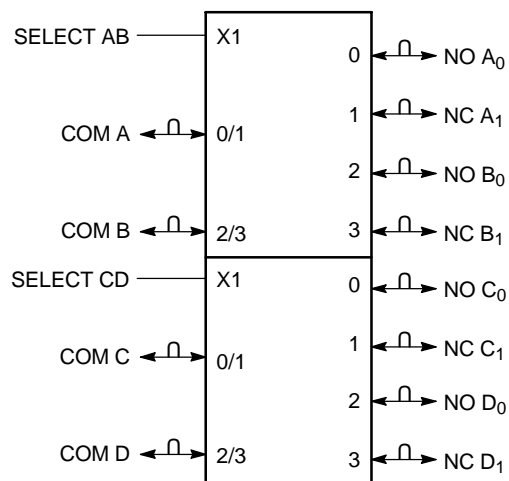 SELECT AB X1
0 NO A0
1 NC A1
COM A 0/1
2 NO B0
COM B 2/3 3 NC B1
SELECT CD X1
0 NO C0
1 NC C1
COM C 0/1
2 NO D0
COM D 2/3 3 NC D1